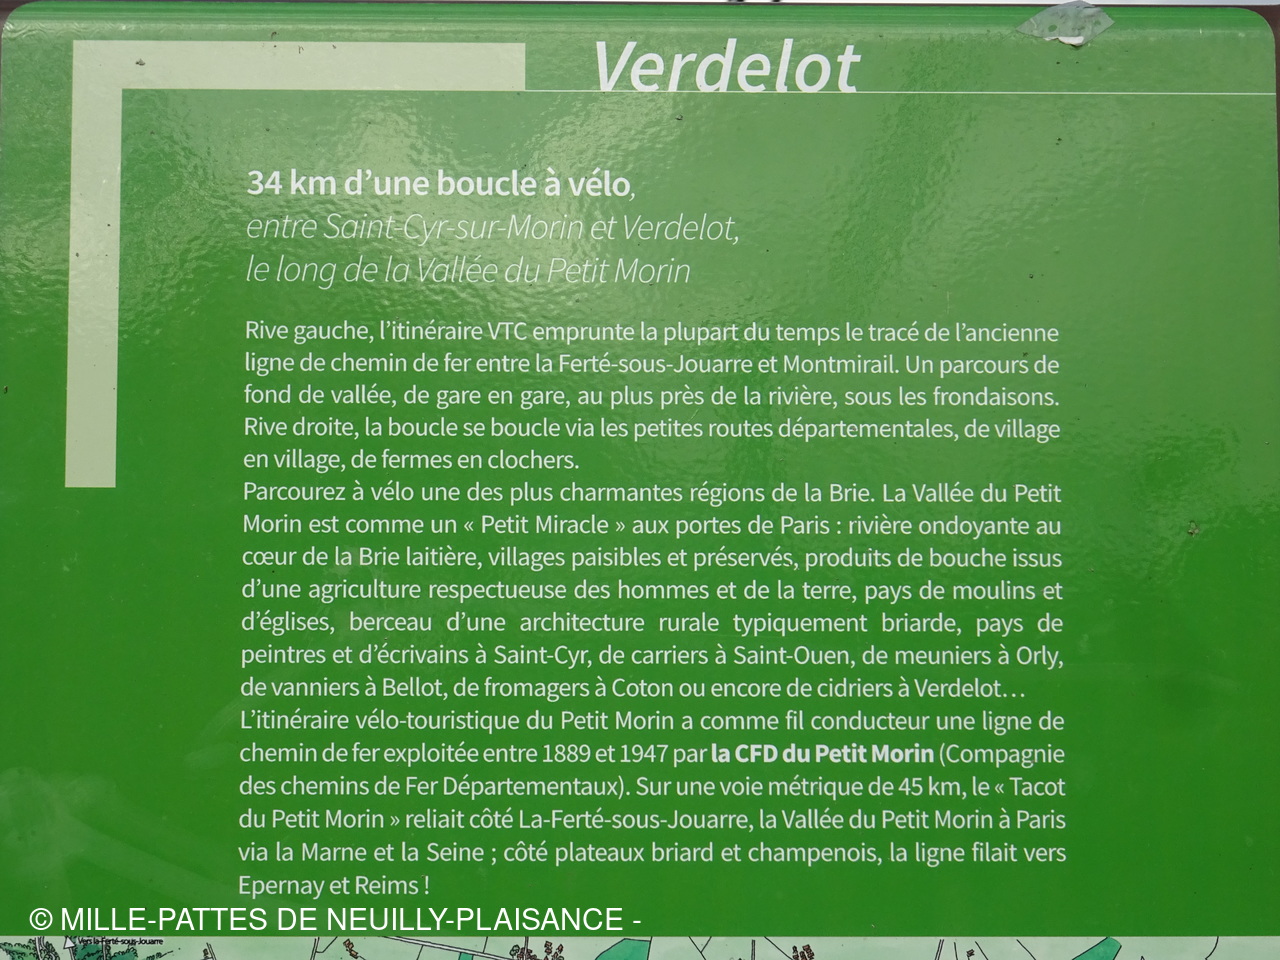 Verdelot
34 km d’une boucle à vélo,
entre Saint-Cyr-sur-Morin et Verdelot,
le long de la Vallée du Petit Morin
Rive gauche, l’itinéraire VTC emprunte la plupart du temps le tracé de l’ancienne
ligne de chemin de fer entre la Ferté-sous-Jouarre et Montmirail. Un parcours de
fond de vallée, de gare en gare, au plus près de la rivière, sous les frondaisons.
Rive droite, la boucle se boucle via les petites routes départementales, de village
en village, de fermes en clochers.
Parcourez à vélo une des plus charmantes régions de la Brie. La Vallée du Petit
Morin est comme un « Petit Miracle » aux portes de Paris : rivière ondoyante au
cœur de la Brie laitière, villages paisibles et préservés, produits de bouche issus
d’une agriculture respectueuse des hommes et de la terre, pays de moulins et
d’églises, berceau d’une architecture rurale typiquement briarde, pays de
peintres et d’écrivains à Saint-Cyr, de carriers à Saint-Ouen, de meuniers à Orly,
de vanniers à Bellot, de fromagers à Coton ou encore de cidriers à Verdelot…
L’itinéraire vélo-touristique du Petit Morin a comme fil conducteur une ligne de
chemin de fer exploitée entre 1889 et 1947 par la CFD du Petit Morin (Compagnie
des chemins de Fer Départementaux). Sur une voie métrique de 45 km, le « Tacot
du Petit Morin » reliait côté La-Ferté-sous-Jouarre, la Vallée du Petit Morin à Paris
via la Marne et la Seine ; côté plateaux briard et champenois, la ligne filait vers
Epernay et Reims !
© MILLE-PATTES DE NEUILLY-PLAISANCE -
Vers la Ferté-sous-Jouarre